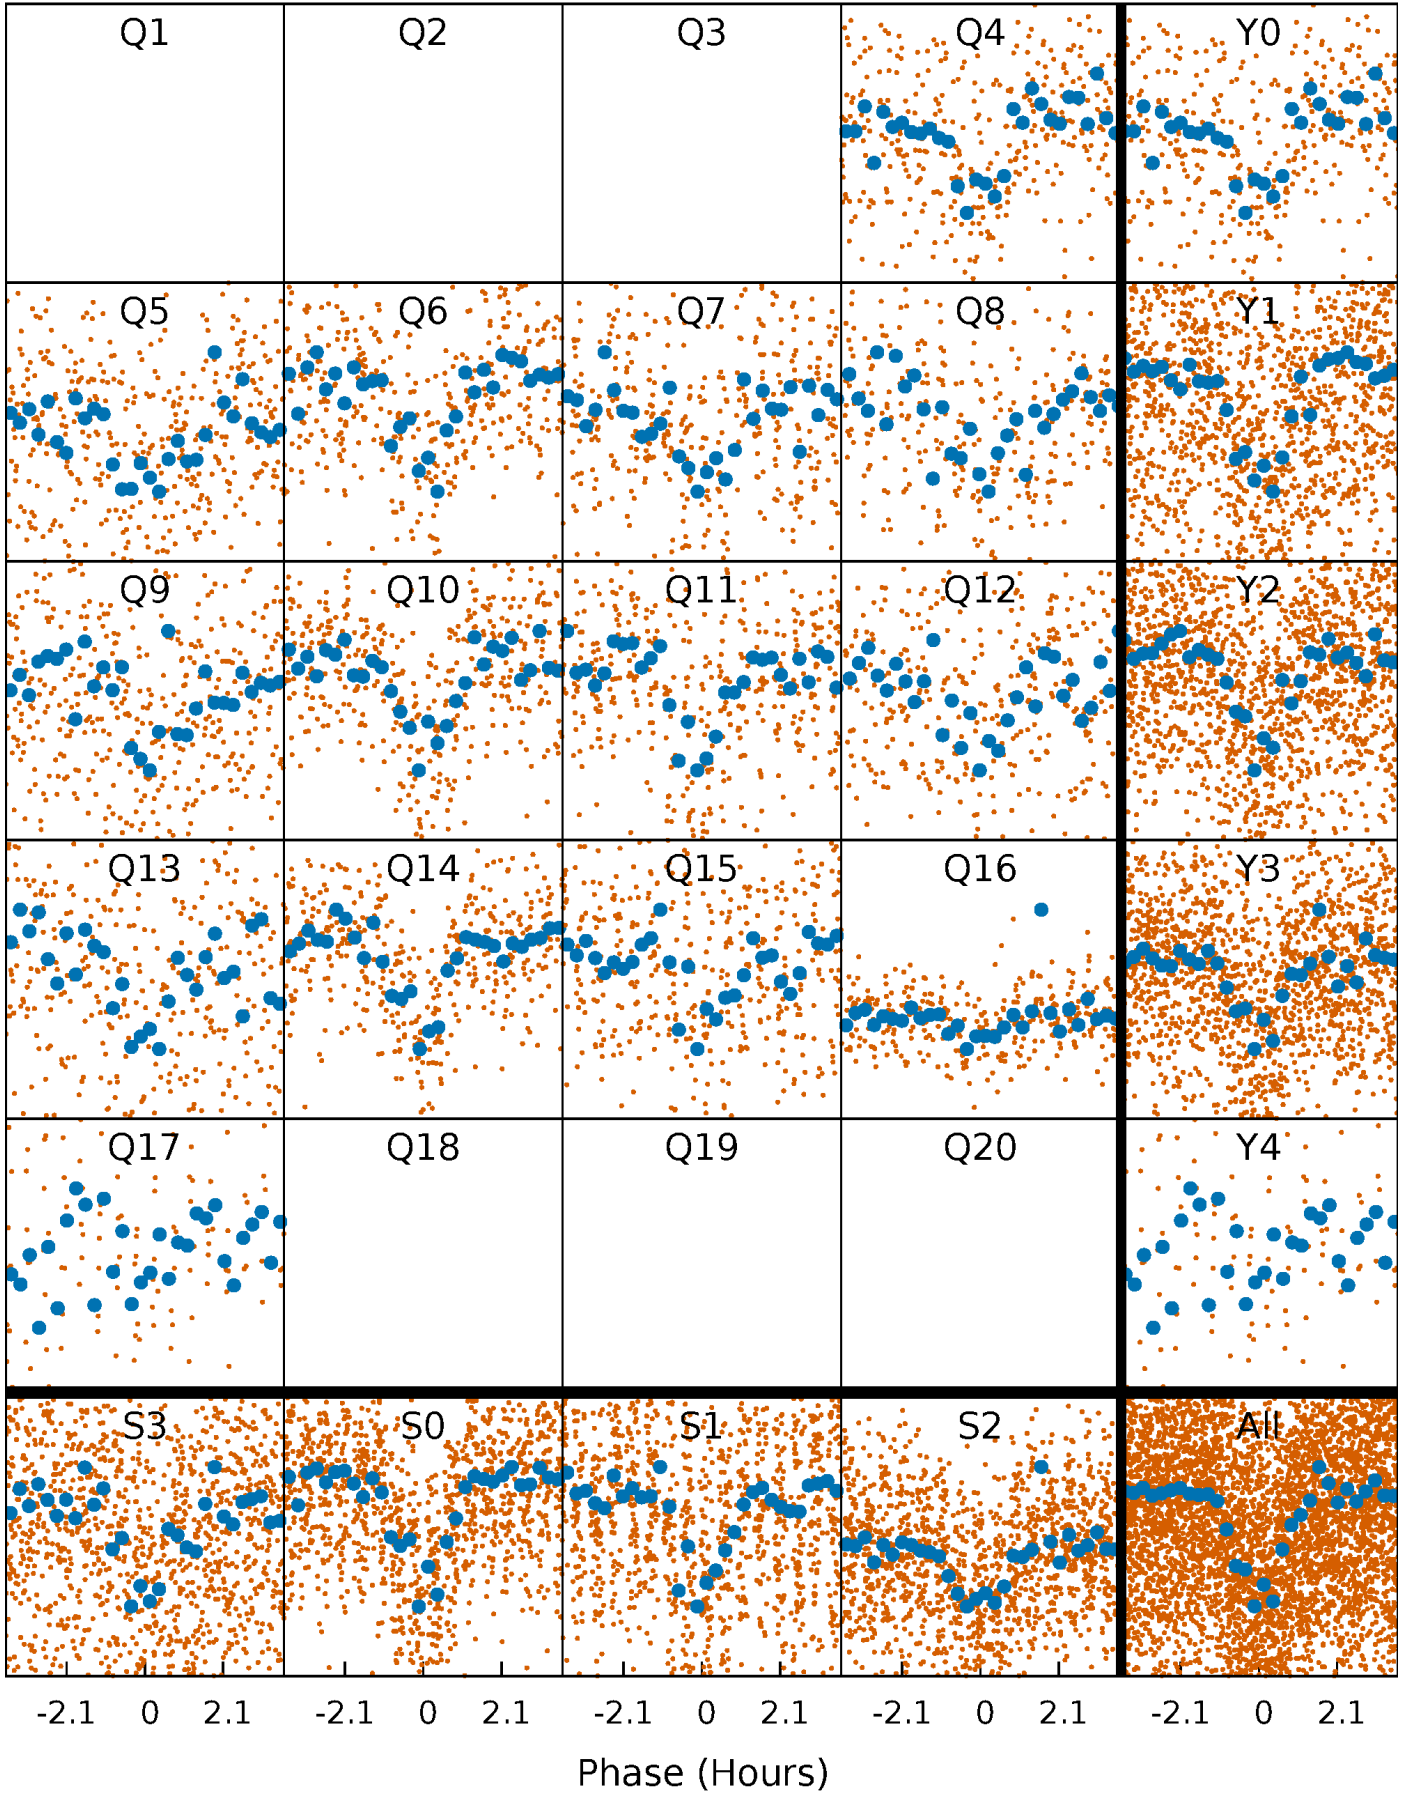 Q1 Q2 Q3 Q4 Y0
Q5 Q6 Q7 Q8 Y1
Q9 Q10 Q11 Q12 Y2
Q13 Q14 Q15 Q16 Y3
Q17 Q18 Q19 Q20 Y4
S3 S0 S1 S2 All
-2.1 0 2.1 -2.1 0 2.1 -2.1 0 2.1 -2.1 0 2.1 -2.1 0 2.1
Phase (Hours)